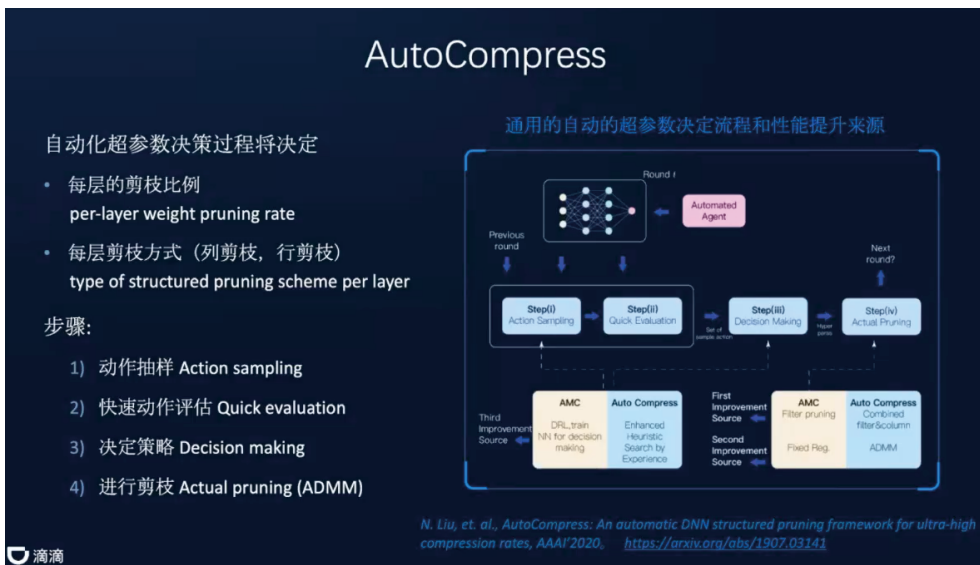 AutoCompress
自动化超参数决策过程将决定
• 每层的剪枝比例
per-layer weight pruning rate
• 每层剪枝方式（列剪枝，行剪枝）
type of structured pruning scheme per layer
步骤:
1) 动作抽样 Action sampling
2) 快速动作评估 Quick evaluation
3) 决定策略 Decision making
4) 进行剪枝 Actual pruning (ADMM)
通用的自动的超参数决定流程和性能提升来源
Round t
Automated
Agent
Previous
round
Next
round?
Step(i)
Action Sampling
Step(ii)
Quick Evaluation
Set of
sample action
Step(iii)
Decision Making
Hyper
paras
Step(iv)
Actual Pruning
Third
Improvement
Source
AMC
DRL,train
NN for decision
making
Auto Compress
Enhanced
Heuristic
Search by
Experience
First
Improvement
Source
Second
Improvement
Source
AMC
Filter pruning
Fixed Reg.
Auto Compress
Combined
filter&column
ADMM
N. Liu, et. al., AutoCompress: An automatic DNN structured pruning framework for ultra-high
compression rates, AAAI'2020。 https://arxiv.org/abs/1907.03141
滴滴